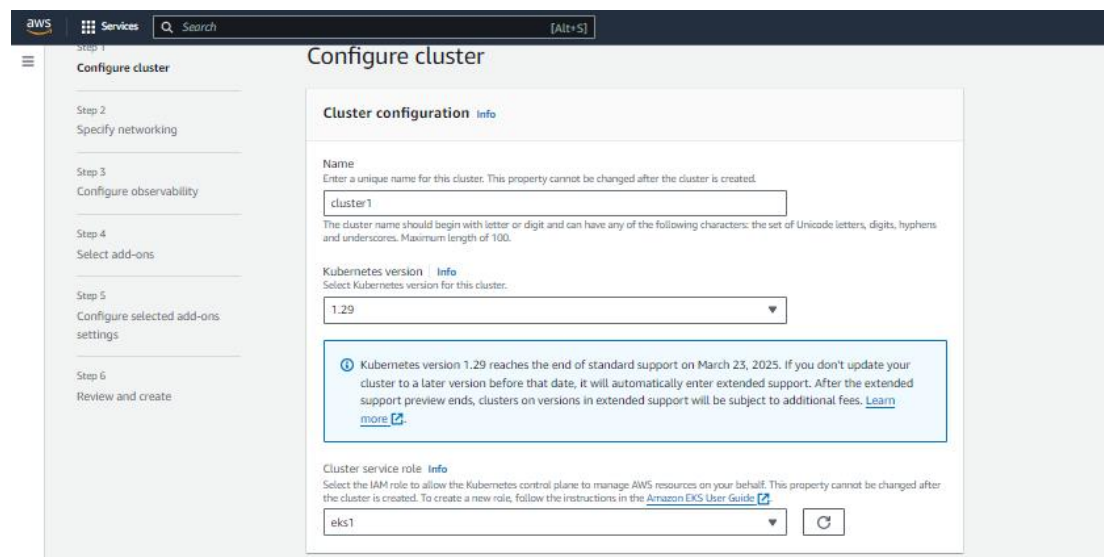 aws
Services
Search
[Alt+S]
Step 1
Configure cluster
Step 2
Specify networking
Step 3
Configure observability
Step 4
Select add-ons
Step 5
Configure selected add-ons
settings
Step 6
Review and create
Configure cluster
Cluster configuration Info
Name
Enter a unique name for this cluster. This property cannot be changed after the cluster is created.
cluster1
The cluster name should begin with letter or digit and can have any of the following characters: the set of Unicode letters, digits, hyphens
and underscores. Maximum length of 100.
Kubernetes version Info
Select Kubernetes version for this cluster.
1.29
Kubernetes version 1.29 reaches the end of standard support on March 23, 2025. If you don't update your
cluster to a later version before that date, it will automatically enter extended support. After the extended
support preview ends, clusters on versions in extended support will be subject to additional fees. Learn
more.
Cluster service role Info
Select the IAM role to allow the Kubernetes control plane to manage AWS resources on your behalf. This property cannot be changed after
the cluster is created. To create a new role, follow the instructions in the Amazon EKS User Guide.
eks1